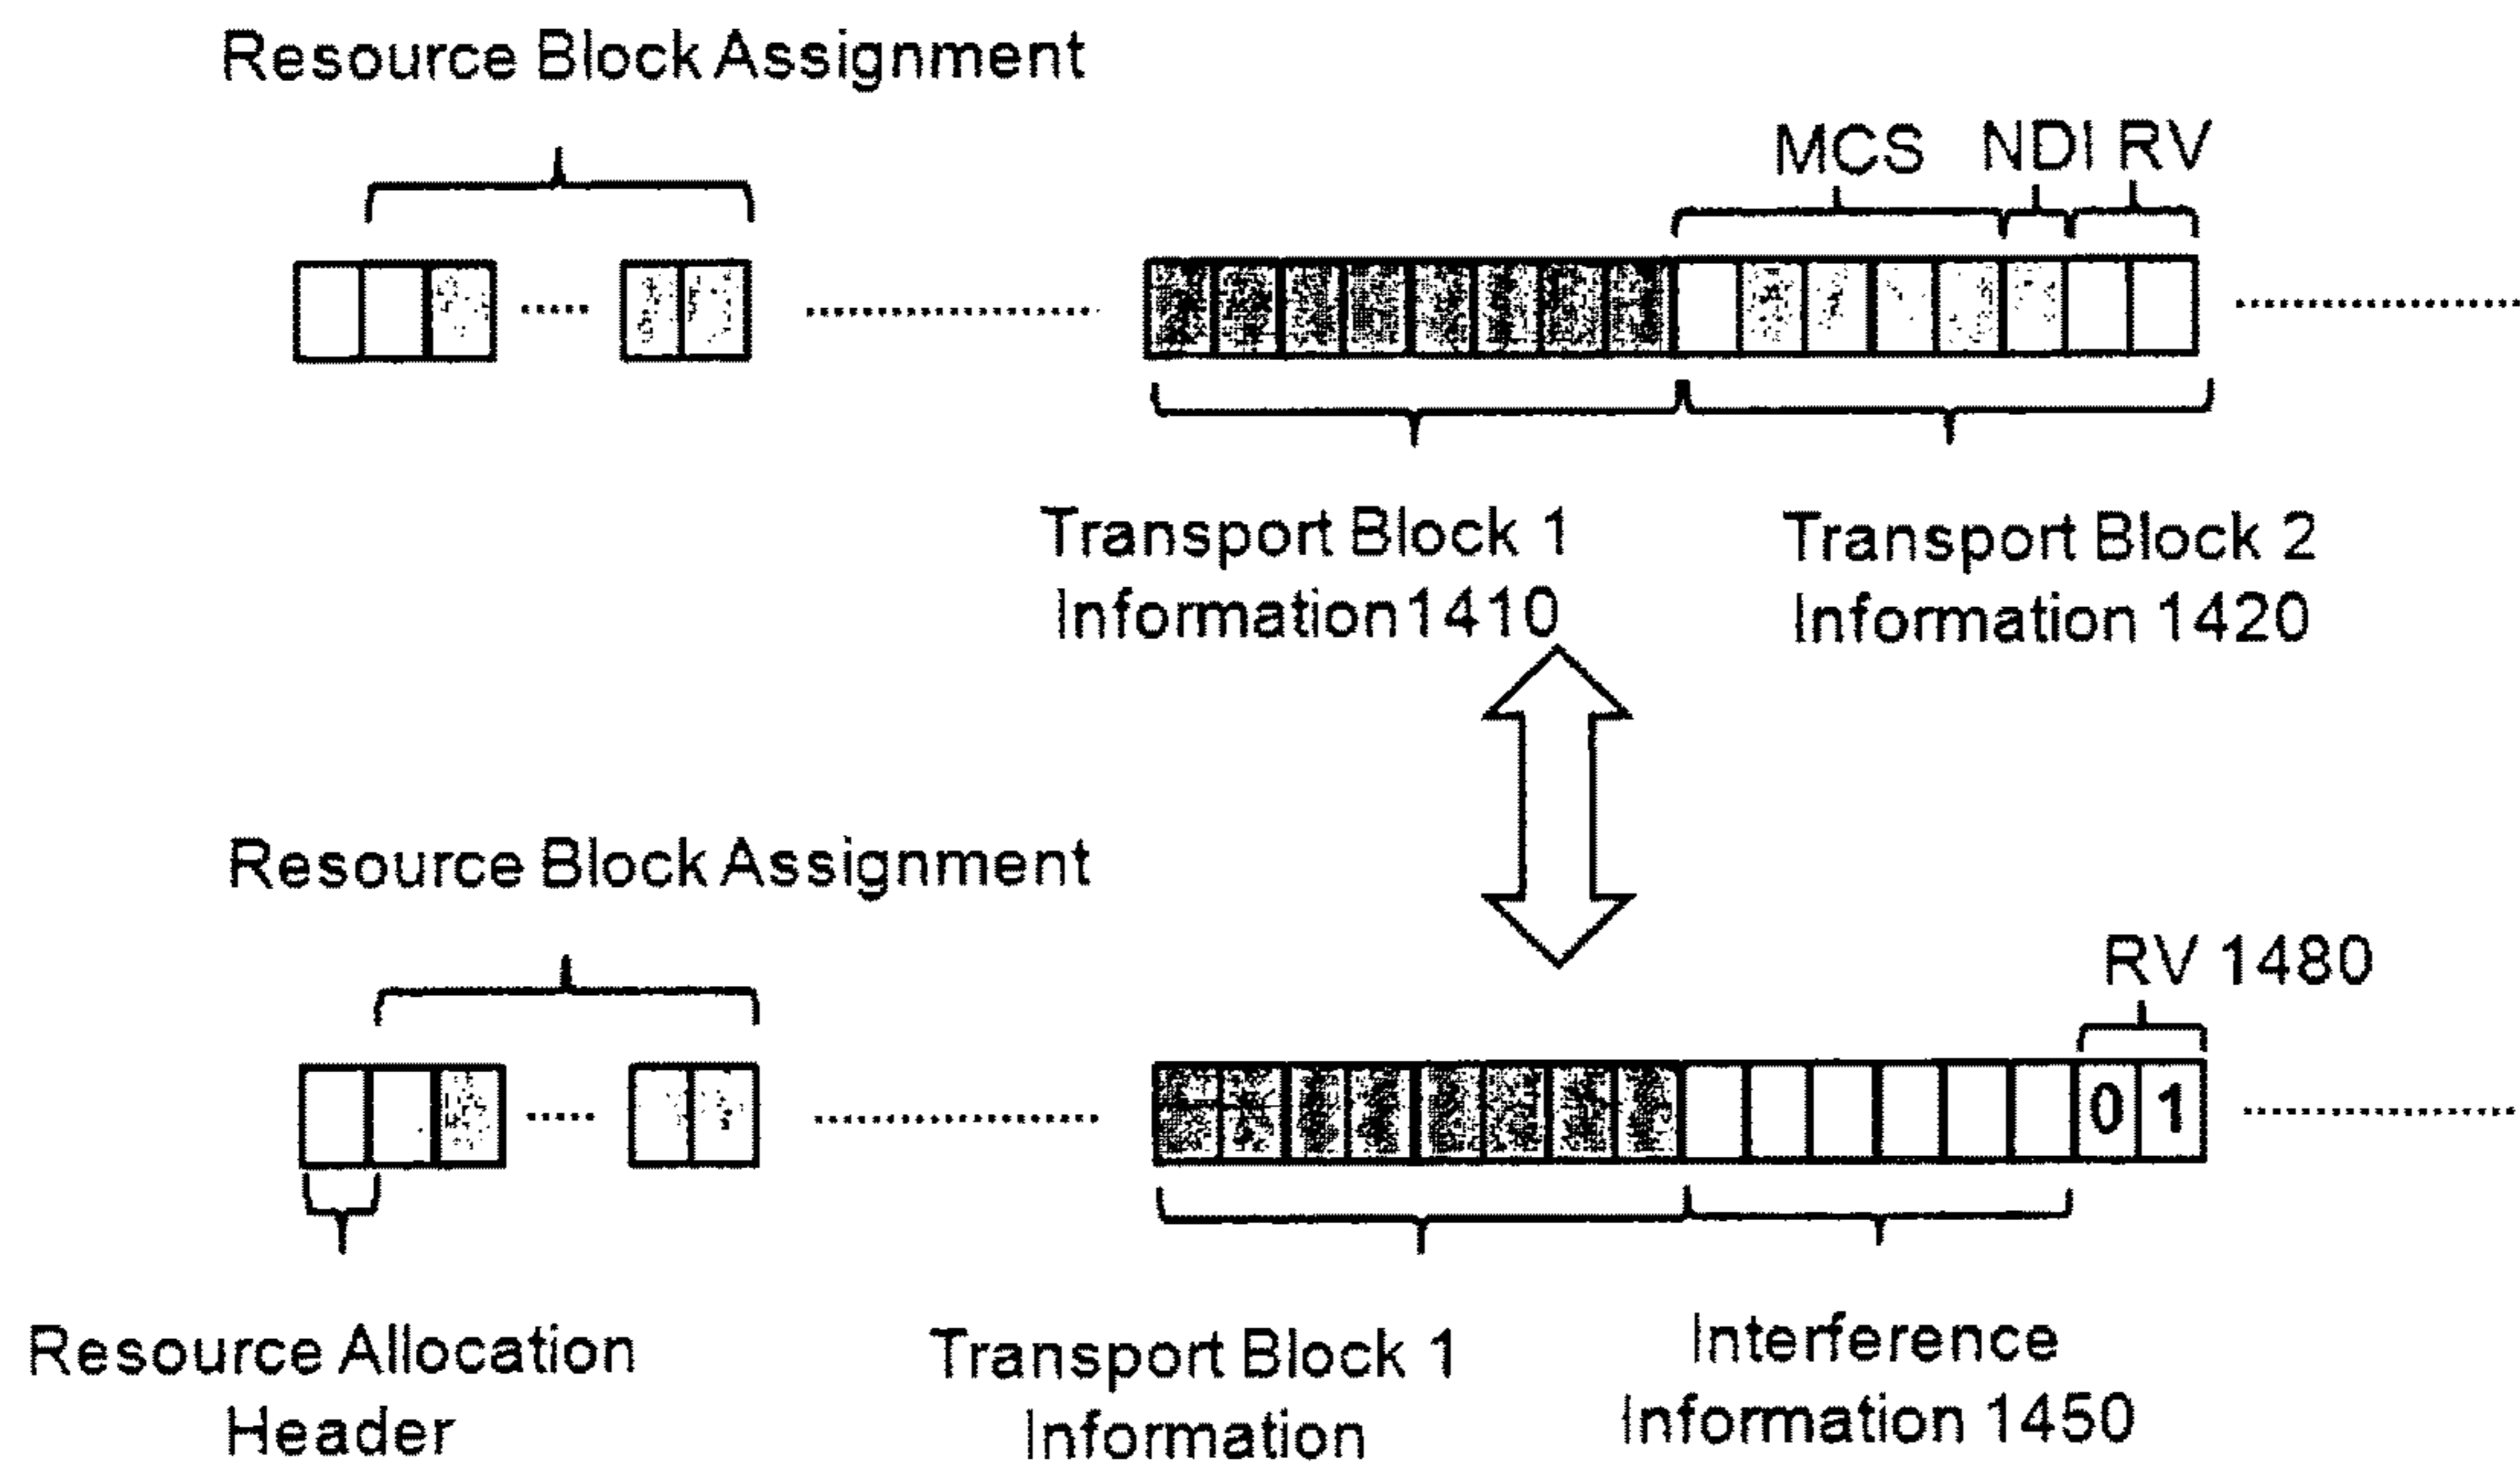 Resource Block Assignment
MCS NDI RV
Transport Block 1
Information 1410
Transport Block 2
Information 1420
Resource Block Assignment
RV 1480
0 1
Resource Allocation
Header
Transport Block 1
Information
Interference
Information 1450